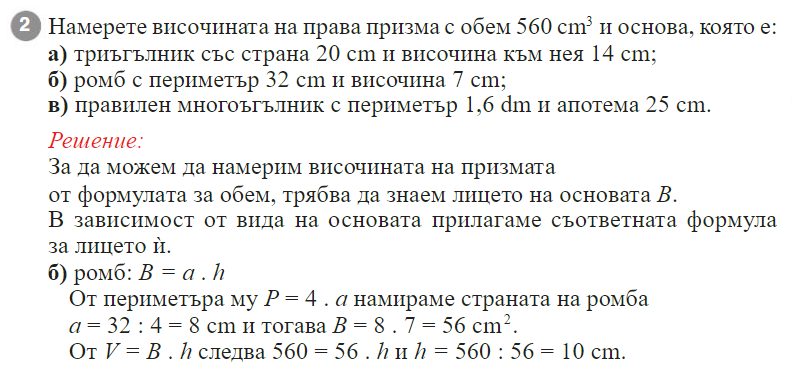 2 Намерете височината на права призма с обем 560 cm³ и основа, която е:
а) триъгълник със страна 20 cm и височина към нея 14 cm;
б) ромб с периметър 32 cm и височина 7 cm;
в) правилен многоъгълник с периметър 1,6 dm и апотема 25 cm.
Решение:
За да можем да намерим височината на призмата
от формулата за обем, трябва да знаем лицето на основата B.
В зависимост от вида на основата прилагаме съответната формула
за лицето ѝ.
б) ромб: B = a . h
От периметъра му P = 4 . a намираме страната на ромба
a = 32 : 4 = 8 cm и тогава B = 8 . 7 = 56 cm².
От V = B . h следва 560 = 56 . h и h = 560 : 56 = 10 cm.